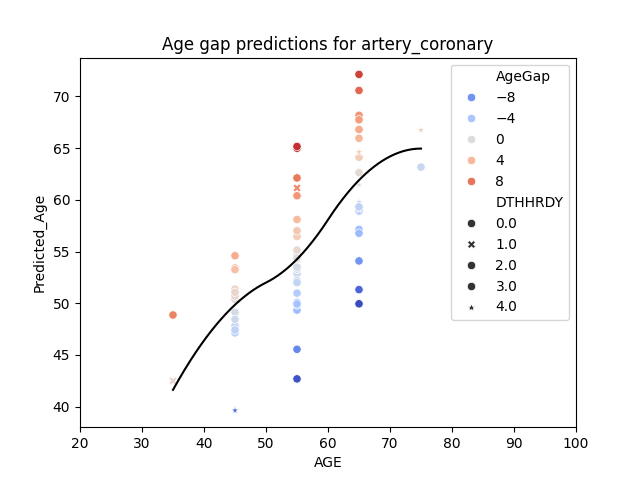 Age gap predictions for artery_coronary
Predicted_Age
70
65
60
55
50
45
40
20 30 40 50 60 70 80 90 100
AGE
AgeGap
−8
−4
0
4
8
DTHHRDY
0.0
1.0
2.0
3.0
4.0